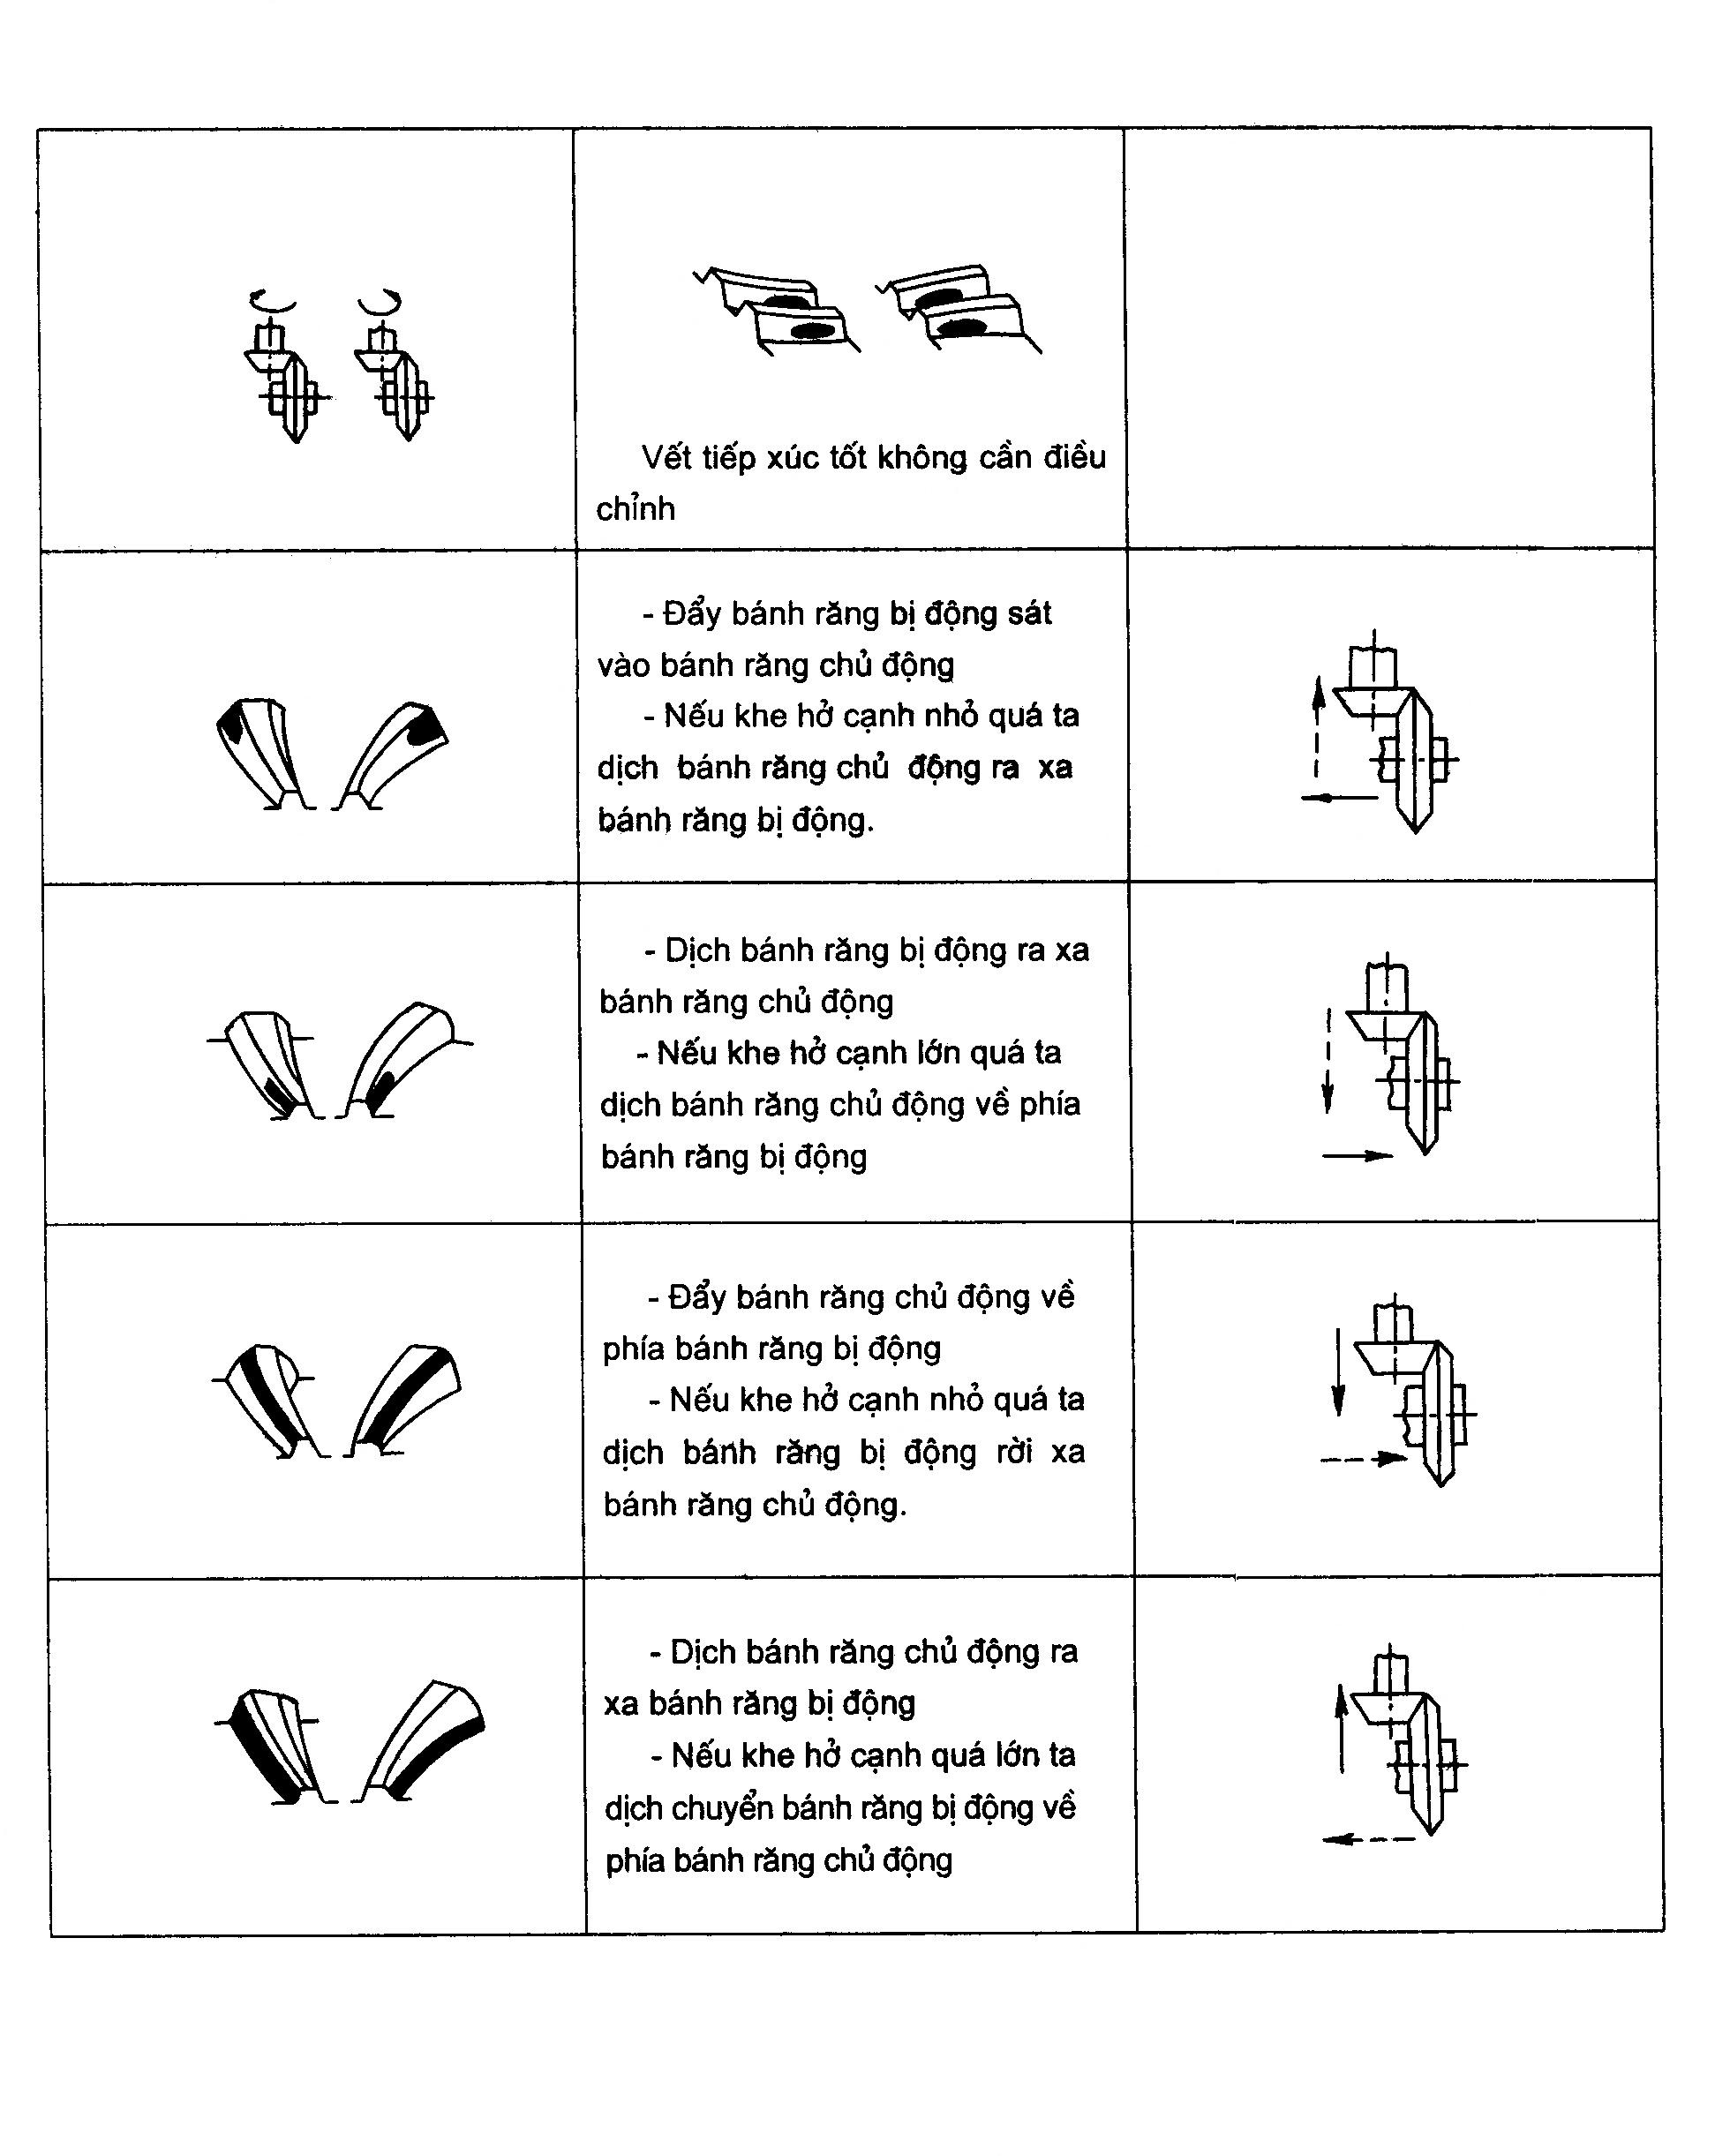 Vết tiếp xúc tốt không cần điều
chỉnh
- Đẩy bánh răng bị động sát
vào bánh răng chủ động
- Nếu khe hở cạnh nhỏ quá ta
dịch bánh răng chủ động ra xa
bánh răng bị động.
- Dịch bánh răng bị động ra xa
bánh răng chủ động
- Nếu khe hở cạnh lớn quá ta
dịch bánh răng chủ động về phía
bánh răng bị động
- Đẩy bánh răng chủ động về
phía bánh răng bị động
- Nếu khe hở cạnh nhỏ quá ta
dịch bánh răng bị động rời xa
bánh răng chủ động.
- Dịch bánh răng chủ động ra
xa bánh răng bị động
- Nếu khe hở cạnh quá lớn ta
dịch chuyển bánh răng bị động về
phía bánh răng chủ động